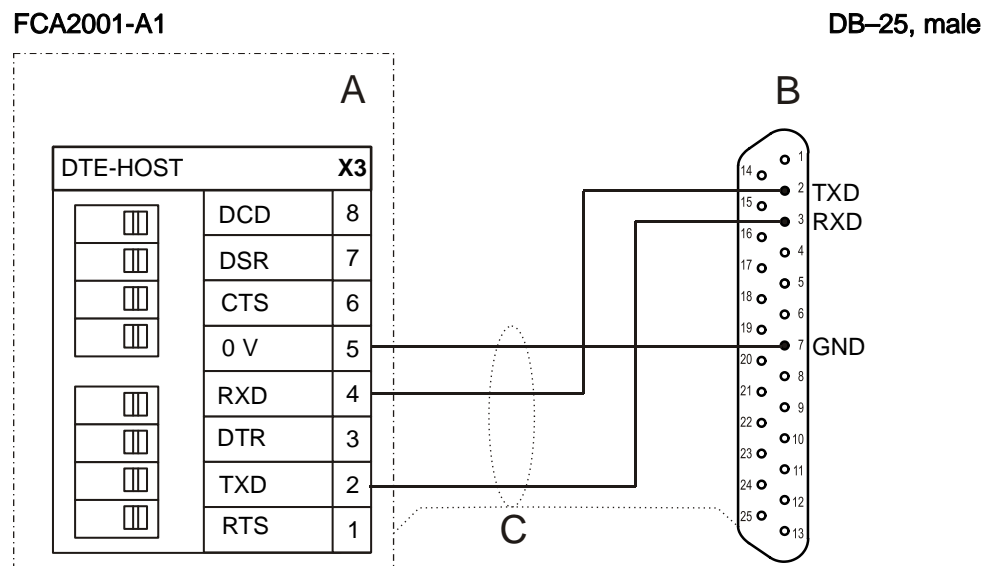 FCA2001-A1
DB–25, male
A
B
DTE-HOST X3
DCD 8
DSR 7
CTS 6
0 V 5
RXD 4
DTR 3
TXD 2
RTS 1
C
1
14
2 TXD
15
3 RXD
16
4
17
5
18
6
19
7 GND
20
8
21
9
22
10
23
11
24
12
25
13